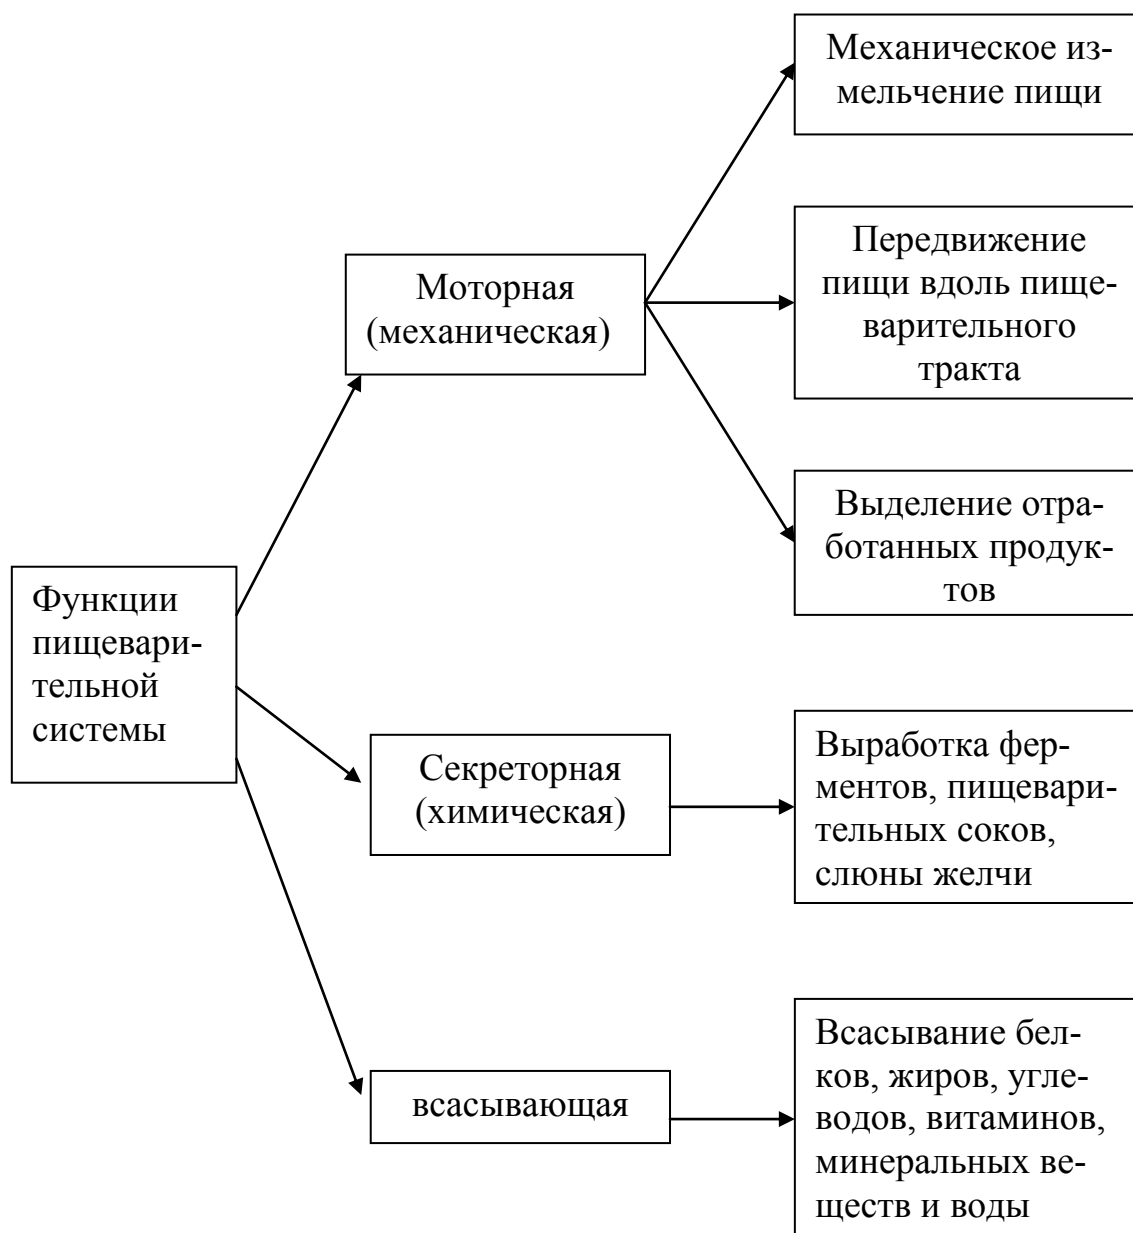 Механическое из-
мельчение пищи
Передвижение
пищи вдоль пище-
варительного
тракта
Моторная
(механическая)
Выделение отра-
ботанных продук-
тов
Функции
пищевари-
тельной
системы
Секреторная
(химическая)
Выработка фер-
ментов, пищевари-
тельных соков,
слюны желчи
всасывающая
Всасывание бел-
ков, жиров, угле-
водов, витаминов,
минеральных ве-
ществ и воды